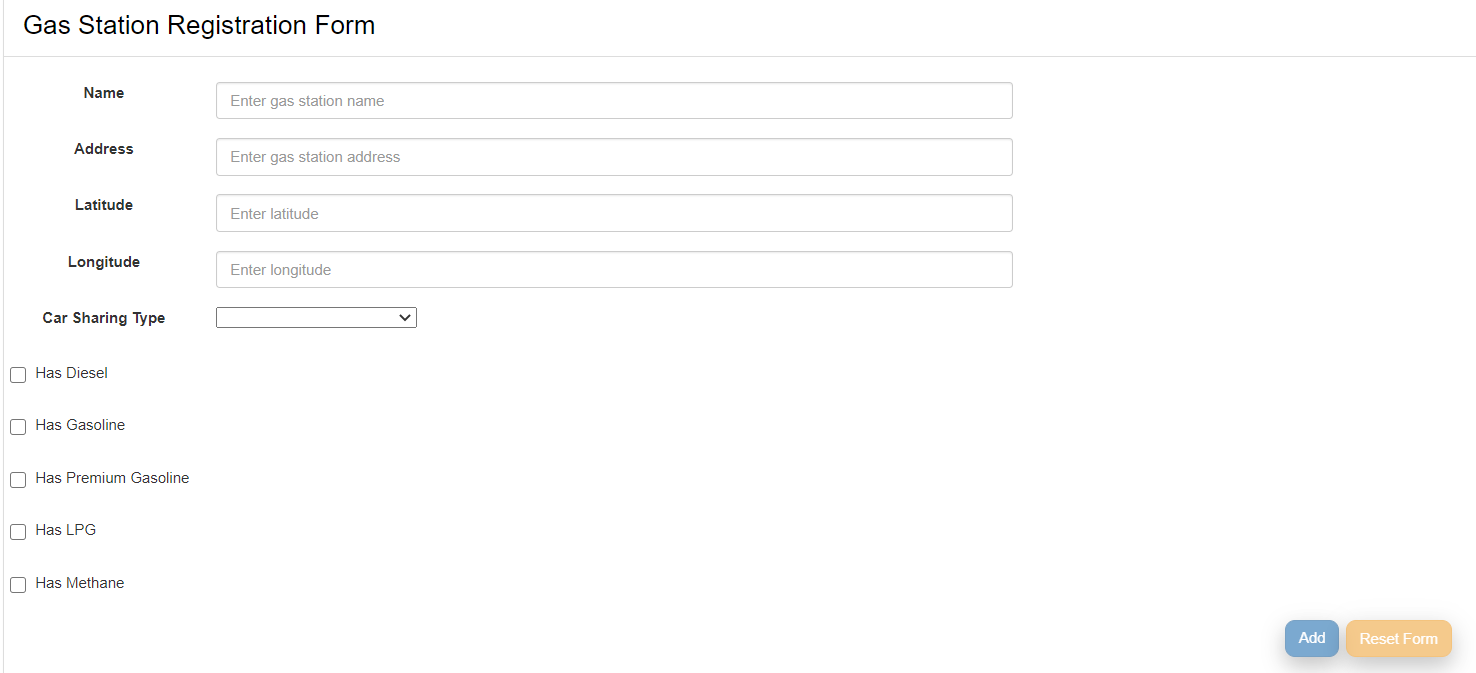 Gas Station Registration Form
Name
Enter gas station name
Address
Enter gas station address
Latitude
Enter latitude
Longitude
Enter longitude
Car Sharing Type
Has Diesel
Has Gasoline
Has Premium Gasoline
Has LPG
Has Methane
Add
Reset Form